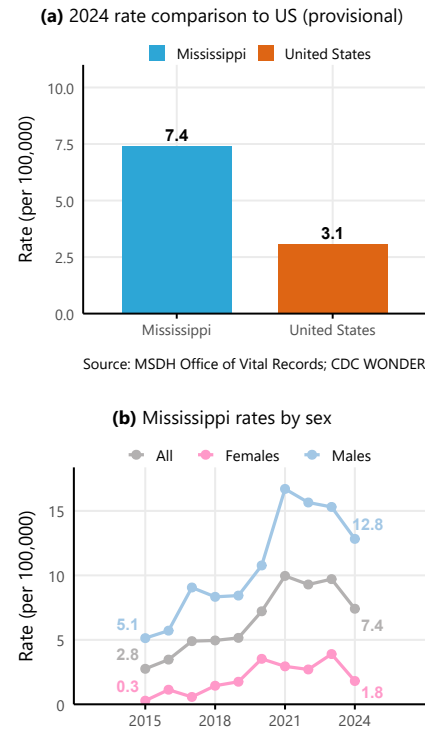 (a) 2024 rate comparison to US (provisional)
Mississippi United States
10.0
7.5
5.0
2.5
0.0
Rate (per 100,000)
7.4
3.1
Mississippi United States
Source: MSDH Office of Vital Records; CDC WONDER
(b) Mississippi rates by sex
All Females Males
15
10
5
0
Rate (per 100,000)
12.8
5.1
7.4
2.8
0.3
1.8
2015 2018 2021 2024